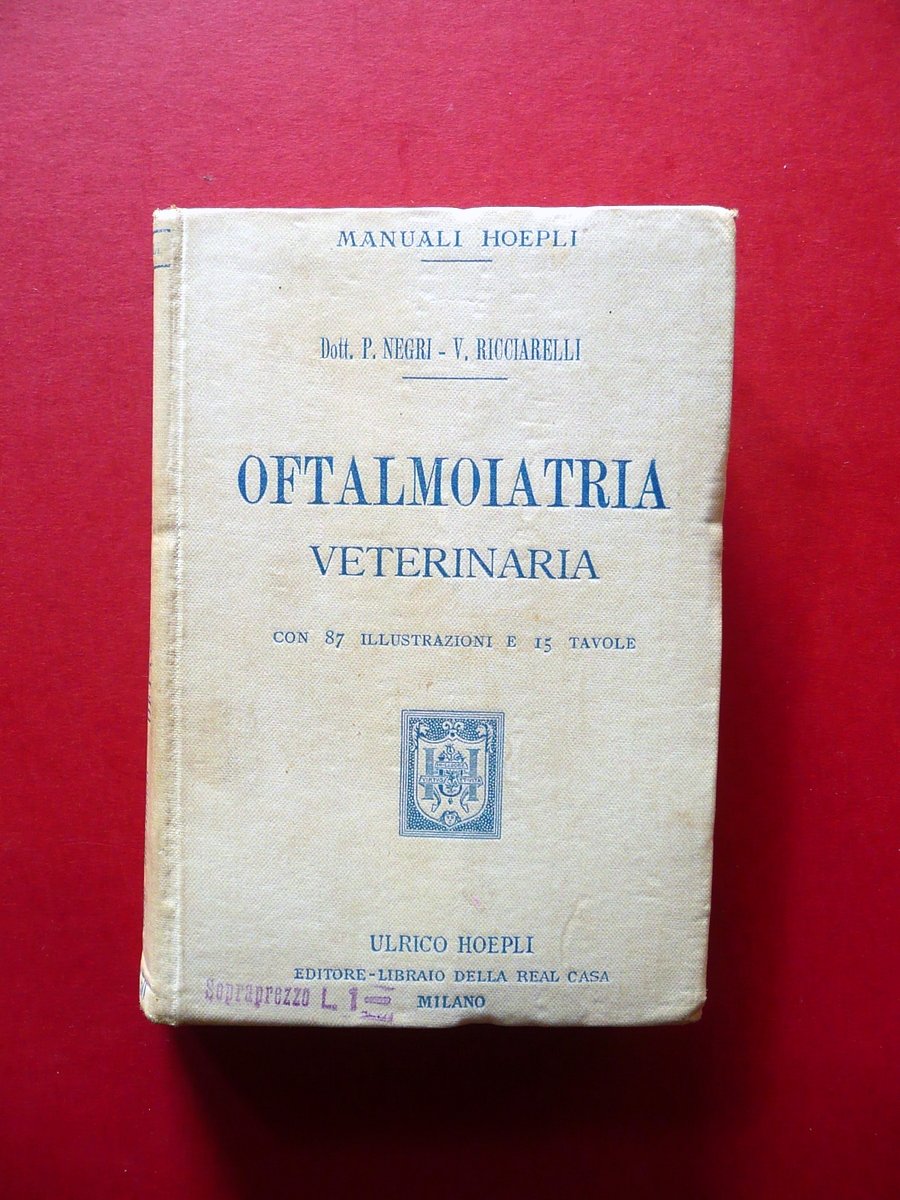 MANUALI HOEPLI
Dott. P. NEGRI - V. RICCIARELLI
OFTALMOIATRIA
VETERINARIA
CON 87 ILLUSTRAZIONI E 15 TAVOLE
H
ULRICO HOEPLI
EDITORE-LIBRAIO DELLA REAL CASA
MILANO
Sopraprezzo L. 1